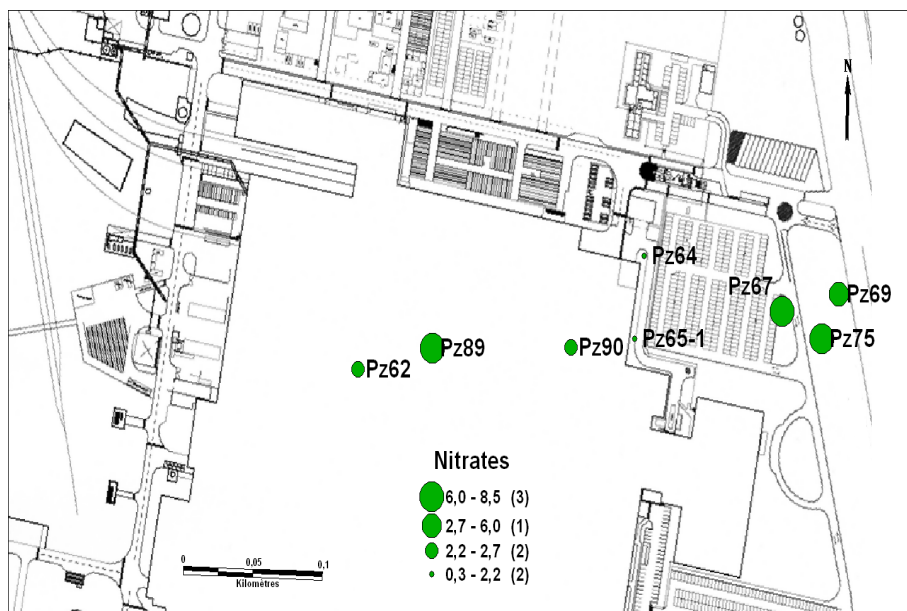 N
Pz64
Pz67
Pz69
Pz65-1
Pz75
Pz89
Pz90
Pz62
Nitrates
6,0 - 8,5 (3)
2,7 - 6,0 (1)
2,2 - 2,7 (2)
0,3 - 2,2 (2)
0 0,05 0,1
Kilomètres